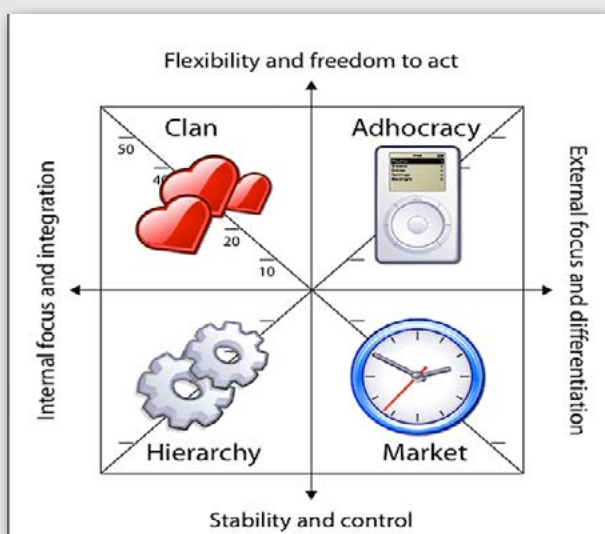 Flexibility and freedom to act
Clan
Adhocracy
50
40
20
10
Internal focus and integration
External focus and differentiation
Hierarchy
Market
Stability and control